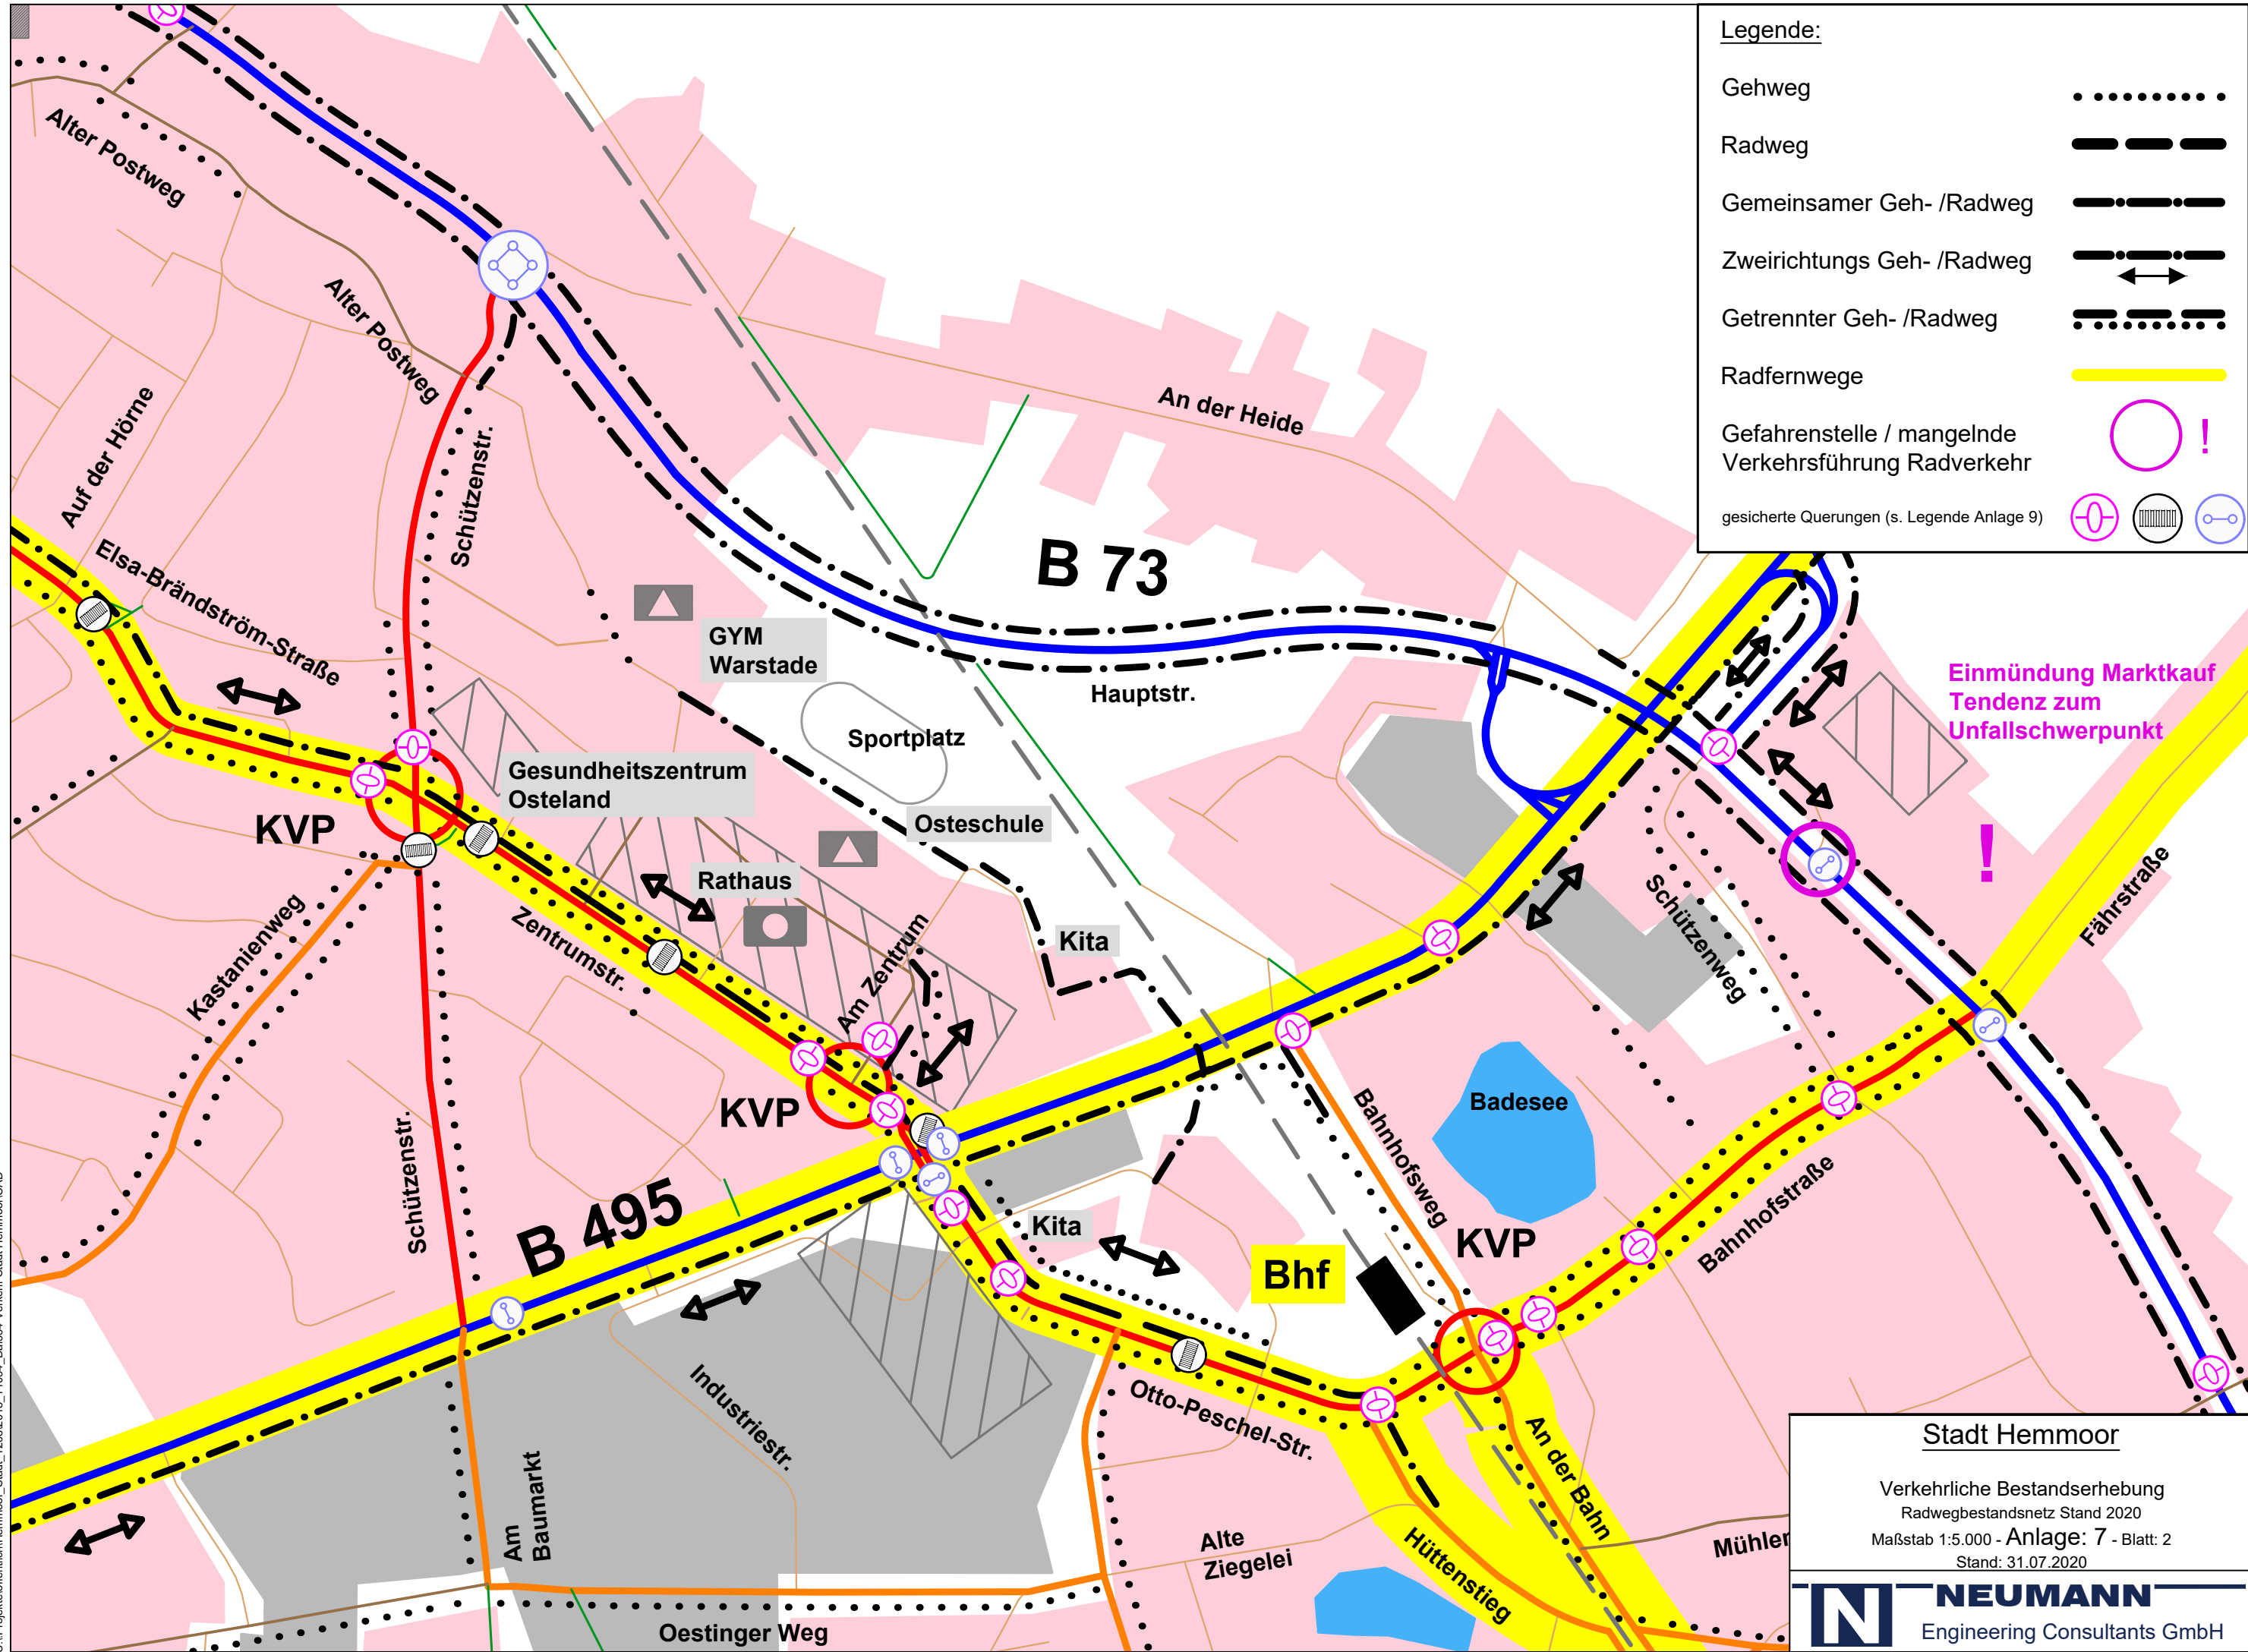 Legende:
Gehweg
Radweg
Gemeinsamer Geh- /Radweg
Zweirichtungs Geh- /Radweg
Getrennter Geh- /Radweg
Radfernwege
Gefahrenstelle / mangelnde
Verkehrsführung Radverkehr
!
gesicherte Querungen (s. Legende Anlage 9)
Alter Postweg
Alter Postweg
Auf der Hörne
Schützenstr.
Elsa-Brändström-Straße
An der Heide
B 73
GYM
Warstade
Hauptstr.
Sportplatz
Einmündung Marktkauf
Tendenz zum
Unfallschwerpunkt
!
Gesundheitszentrum
Osteland
KVP
Osteschule
Rathaus
Kastanienweg
Zentrumstr.
Am Zentrum
Kita
Schützenweg
Fährstraße
KVP
Badesee
Bahnhofsweg
Schützenstr.
B 495
Kita
Bhf
KVP
Bahnhofstraße
Industriestr.
Otto-Peschel-Str.
An der Bahn
Am
Baumarkt
Alte
Ziegelei
Hüttenstieg
Mühler
Oestinger Weg
Stadt Hemmoor
Verkehrliche Bestandserhebung
Radwegbestandsnetz Stand 2020
Maßstab 1:5.000 - Anlage: 7 - Blatt: 2
Stand: 31.07.2020
N NEUMANN
Engineering Consultants GmbH